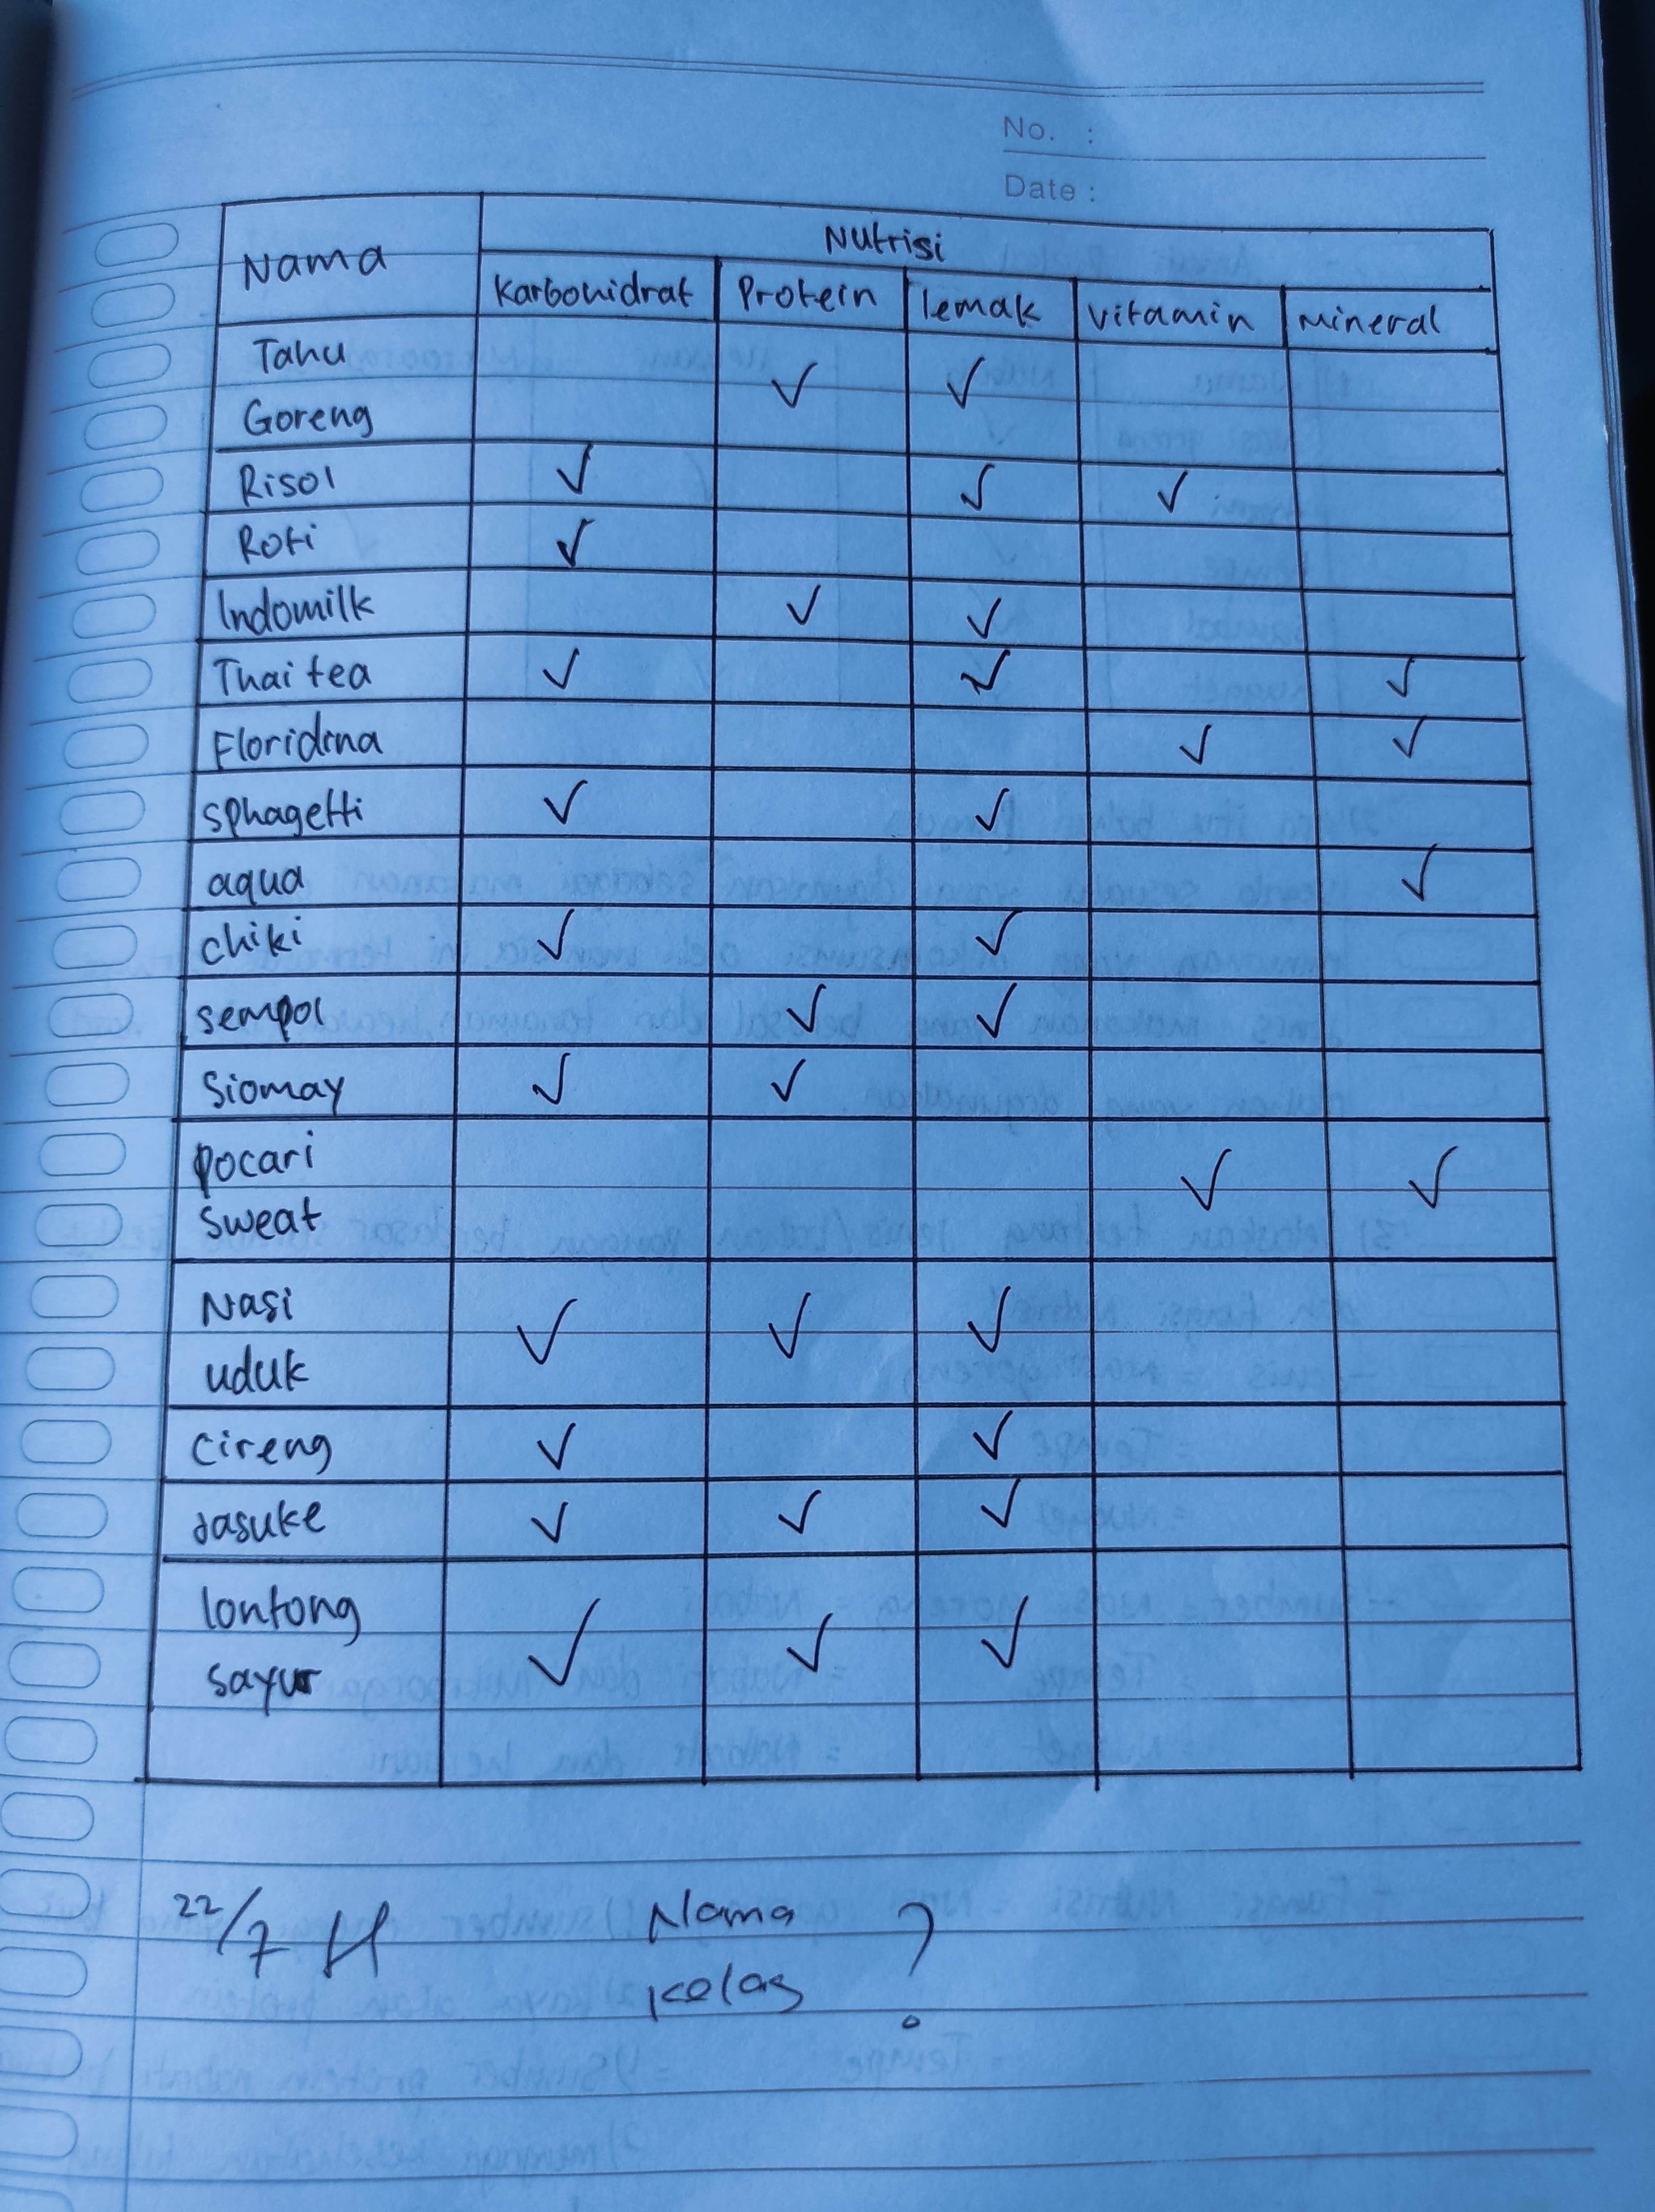 No. :
Date :
Nama
Nutrisi
Karbohidrat Protein lemak vitamin Mineral
Tahu
Goreng ✓ ✓
Risol ✓ ✓ ✓
Roti ✓
Indomilk ✓ ✓
Thai tea ✓ ✓ ✓
Floridina ✓ ✓
sphagetti ✓ ✓
aqua ✓
chiki ✓ ✓
sempol ✓ ✓
Siomay ✓ ✓
pocari
sweat ✓ ✓
Nasi
uduk ✓ ✓ ✓
cireng ✓ ✓
Jasuke ✓ ✓ ✓
lontong
sayur ✓ ✓ ✓
22/7 Nama ?
Kelas